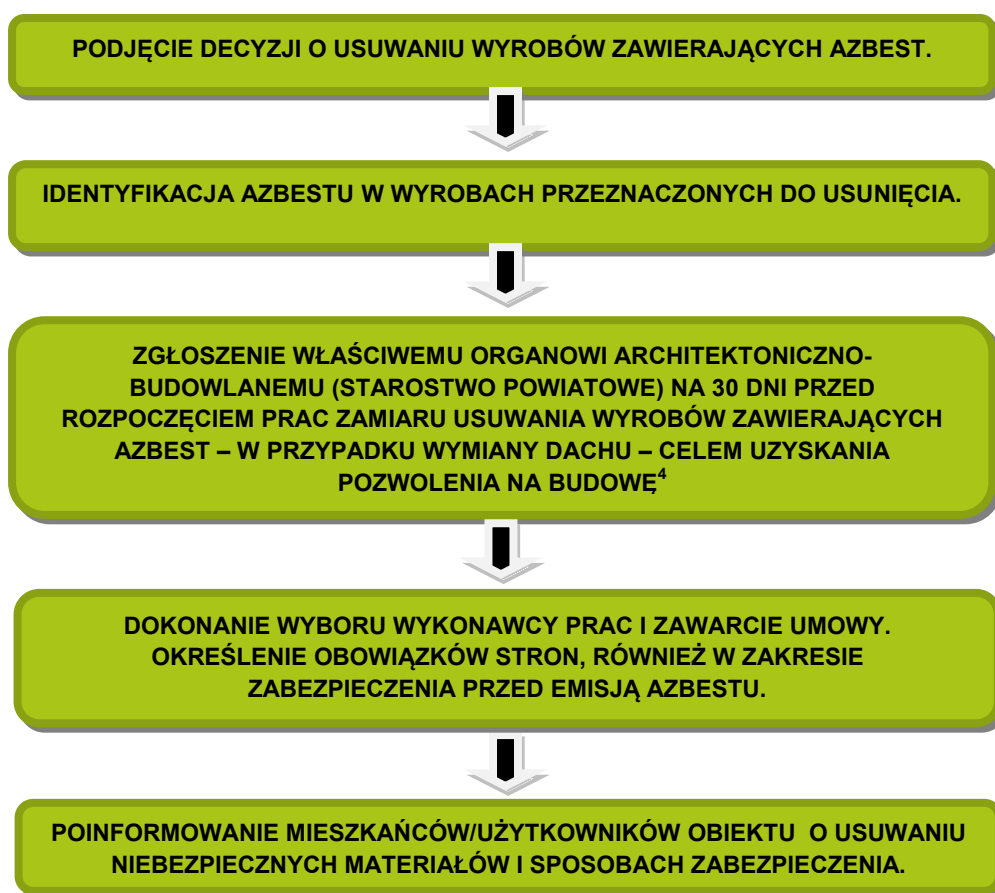 PODJĘCIE DECYZJI O USUWANIU WYROBÓW ZAWIERAJĄCYCH AZBEST.
IDENTYFIKACJA AZBESTU W WYROBACH PRZEZNACZONYCH DO USUNIĘCIA.
ZGŁOSZENIE WŁAŚCIWEMU ORGANOWI ARCHITEKTONICZNO-
BUDOWLANEMU (STAROSTWO POWIATOWE) NA 30 DNI PRZED
ROZPOCZĘCIEM PRAC ZAMIARU USUWANIA WYROBÓW ZAWIERAJĄCYCH
AZBEST – W PRZYPADKU WYMIANY DACHU – CELEM UZYSKANIA
POZWOLENIA NA BUDOWĘ⁴
DOKONANIE WYBORU WYKONAWCY PRAC I ZAWARCIE UMOWY.
OKREŚLENIE OBOWIĄZKÓW STRON, RÓWNIEŻ W ZAKRESIE
ZABEZPIECZENIA PRZED EMISJĄ AZBESTU.
POINFORMOWANIE MIESZKAŃCÓW/UŻYTKOWNIKÓW OBIEKTU O USUWANIU
NIEBEZPIECZNYCH MATERIAŁÓW I SPOSOBACH ZABEZPIECZENIA.